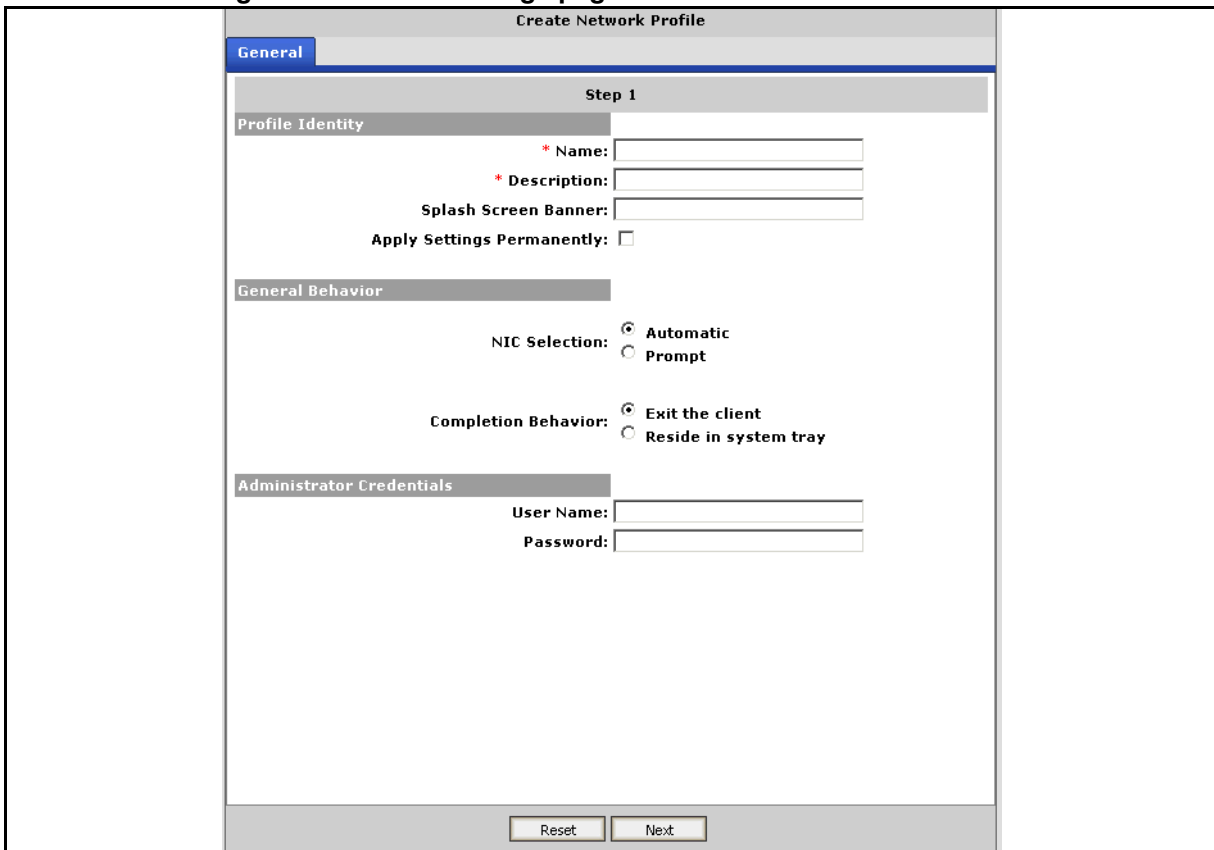 Create Network Profile
General
Step 1
Profile Identity
* Name:
* Description:
Splash Screen Banner:
Apply Settings Permanently:
General Behavior
NIC Selection:
Automatic
Prompt
Completion Behavior:
Exit the client
Reside in system tray
Administrator Credentials
User Name:
Password:
Reset Next